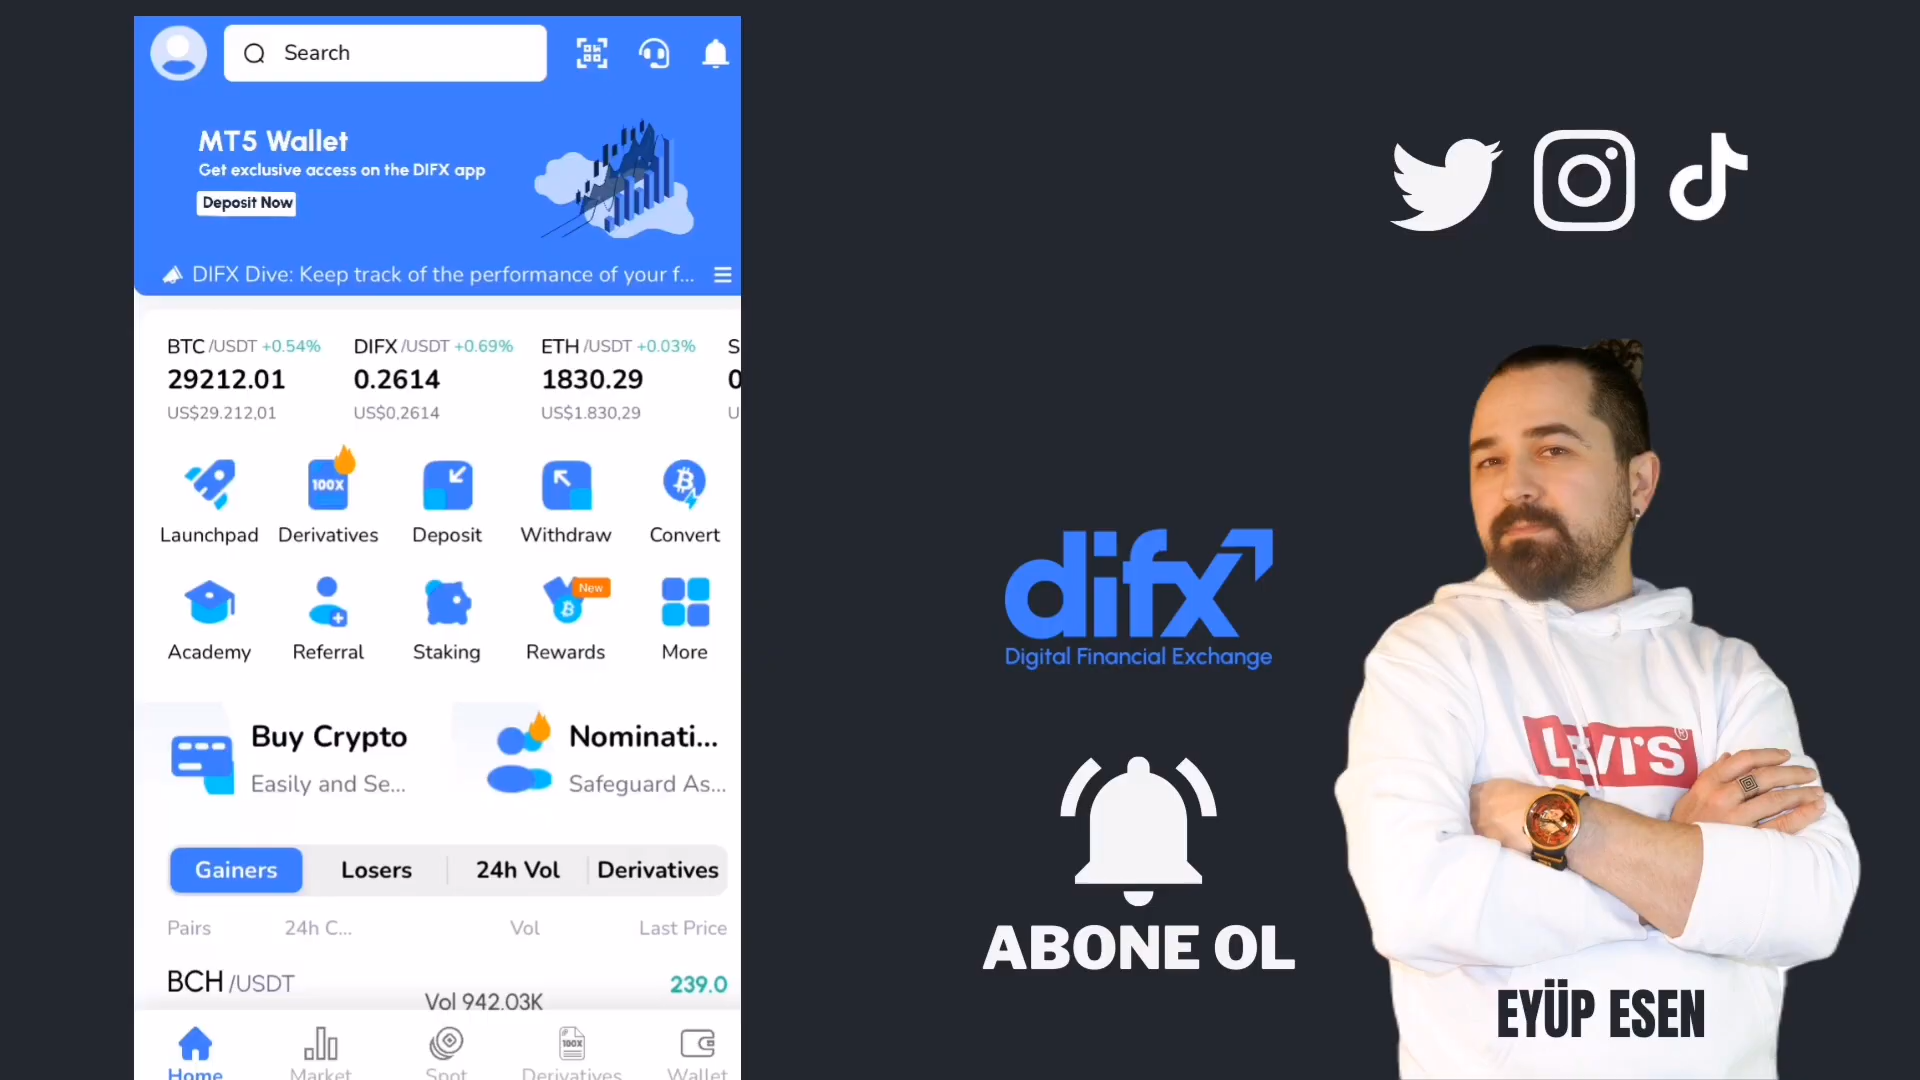 Search
MT5 Wallet
Get exclusive access on the DIFX app
Deposit Now
DIFX Dive: Keep track of the performance of your f...
BTC /USDT +0.54% DIFX /USDT +0.69% ETH /USDT +0.03% S
29212.01 0.2614 1830.29 0
US$29.212,01 US$0,2614 US$1.830,29 U
100X
Launchpad Derivatives Deposit Withdraw Convert
New
Academy Referral Staking Rewards More
Buy Crypto Nominati...
Easily and Se... Safeguard As...
Gainers Losers 24h Vol Derivatives
Pairs 24h C... Vol Last Price
BCH /USDT 239.0
Vol 942.03K
100X
Home Market Spot Derivatives Wallet
difx
Digital Financial Exchange
ABONE OL
LEVI'S®
EYÜP ESEN